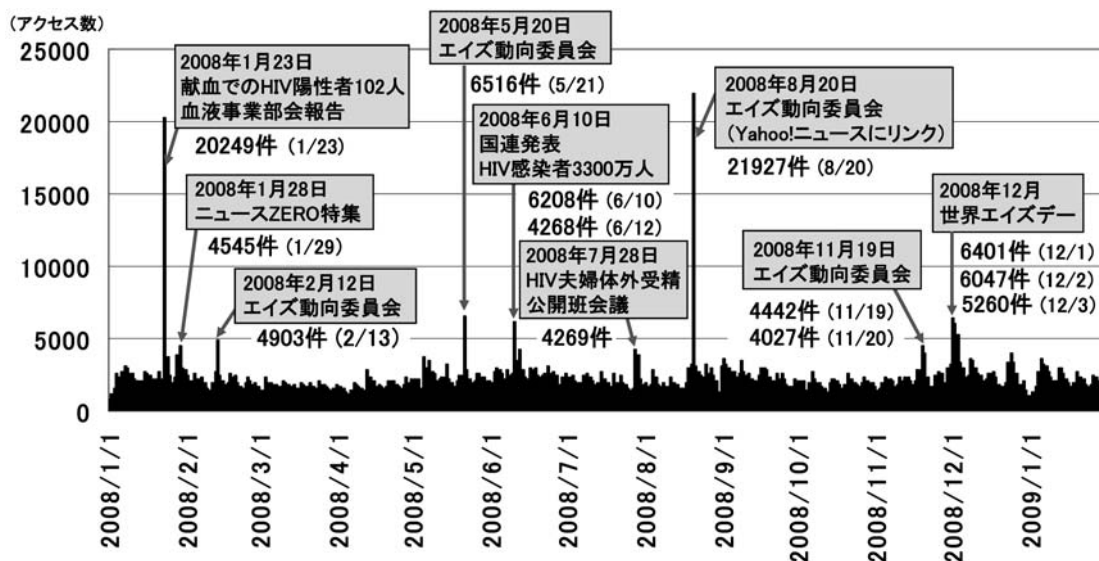 (アクセス数)
25000
20000
15000
10000
5000
0
2008年1月23日
献血でのHIV陽性者102人
血液事業部会報告
20249件 (1/23)
2008年1月28日
ニュースZERO特集
4545件 (1/29)
2008年2月12日
エイズ動向委員会
4903件 (2/13)
2008年5月20日
エイズ動向委員会
6516件 (5/21)
2008年6月10日
国連発表
HIV感染者3300万人
6208件 (6/10)
4268件 (6/12)
2008年7月28日
HIV夫婦体外受精
公開班会議
4269件
2008年8月20日
エイズ動向委員会
(Yahoo!ニュースにリンク)
21927件 (8/20)
2008年11月19日
エイズ動向委員会
4442件 (11/19)
4027件 (11/20)
2008年12月
世界エイズデー
6401件 (12/1)
6047件 (12/2)
5260件 (12/3)
2008/1/1
2008/2/1
2008/3/1
2008/4/1
2008/5/1
2008/6/1
2008/7/1
2008/8/1
2008/9/1
2008/10/1
2008/11/1
2008/12/1
2009/1/1